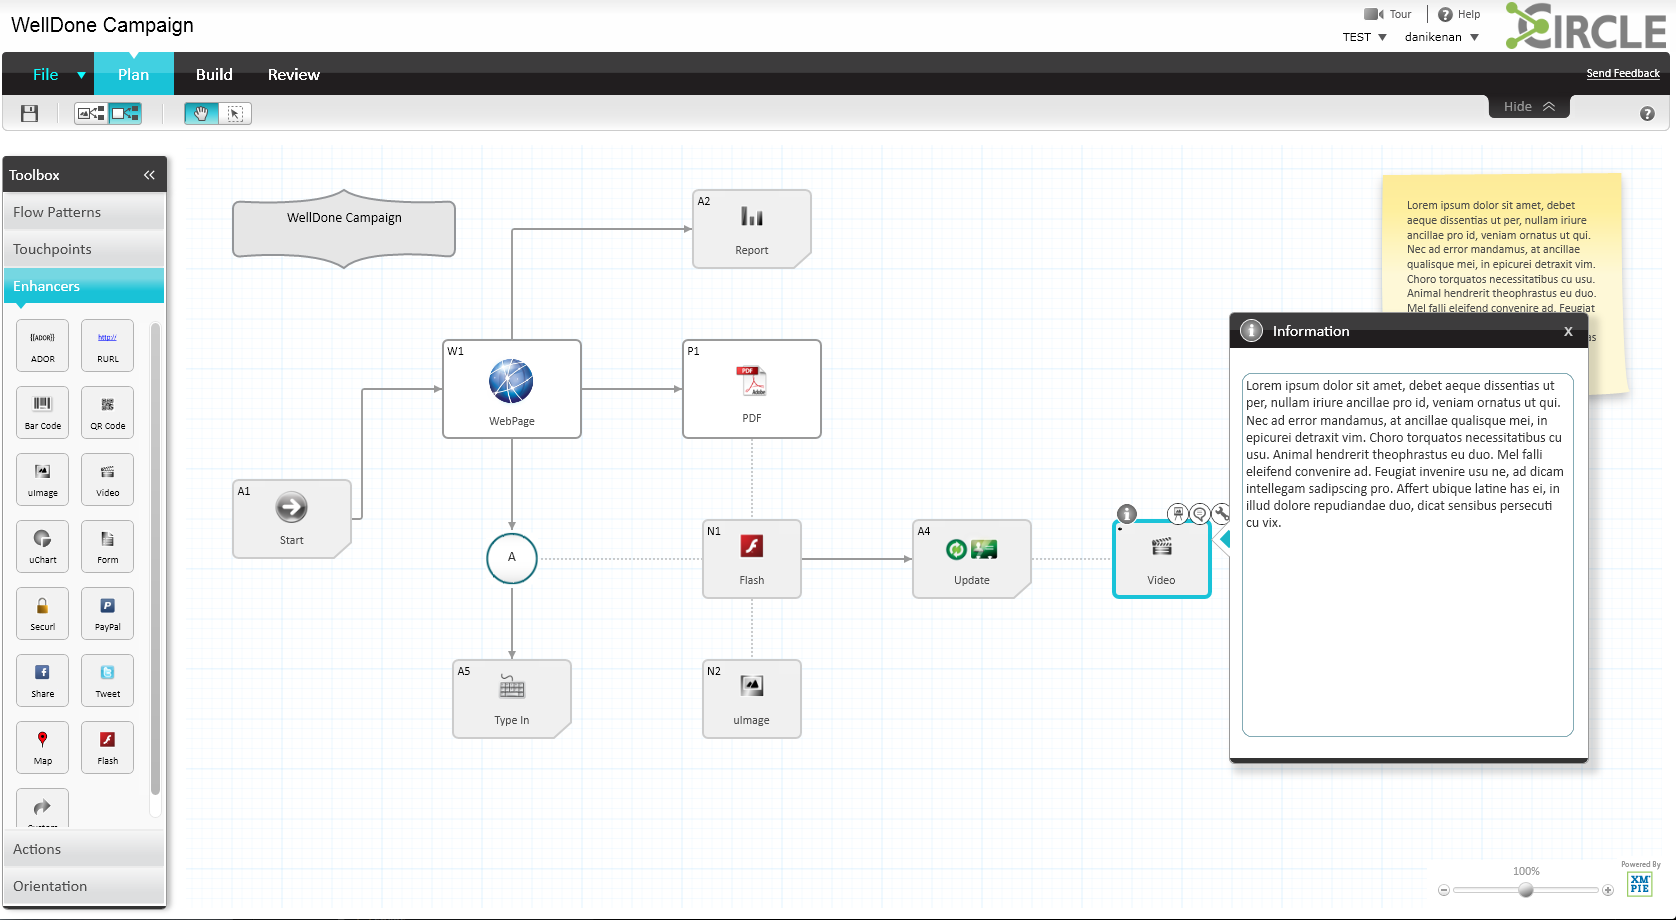 WellDone Campaign
Tour
Help
TEST
danikenan
CIRCLE
File
Plan
Build
Review
Send Feedback
Hide
Toolbox
Flow Patterns
Touchpoints
Enhancers
{{ADOR}}
ADOR
http://
RURL
Bar Code
QR Code
uImage
Video
uChart
Form
Securl
PayPal
Share
Tweet
Map
Flash
Actions
Orientation
WellDone Campaign
A2
Report
W1
WebPage
P1
PDF
Adobe
PDF
A1
Start
A
N1
Flash
A4
Update
Video
A5
Type In
N2
uImage
Lorem ipsum dolor sit amet, debet
aeque dissentias ut per, nullam iriure
ancillae pro id, veniam ornatus ut qui.
Nec ad error mandamus, at ancillae
qualisque mei, in epicurei detraxit vim.
Choro torquatos necessitatibus cu usu.
Animal hendrerit theophrastus eu duo.
Mel falli eleifend convenire ad. Feugiat
as
Information
X
Lorem ipsum dolor sit amet, debet aeque dissentias ut
per, nullam iriure ancillae pro id, veniam ornatus ut qui.
Nec ad error mandamus, at ancillae qualisque mei, in
epicurei detraxit vim. Choro torquatos necessitatibus cu
usu. Animal hendrerit theophrastus eu duo. Mel falli
eleifend convenire ad. Feugiat invenire usu ne, ad dicam
intellegam sadipscing pro. Affert ubique latine has ei, in
illud dolore repudiandae duo, dicat sensibus persecuti
cu vix.
100%
Powered By
XM
PIE